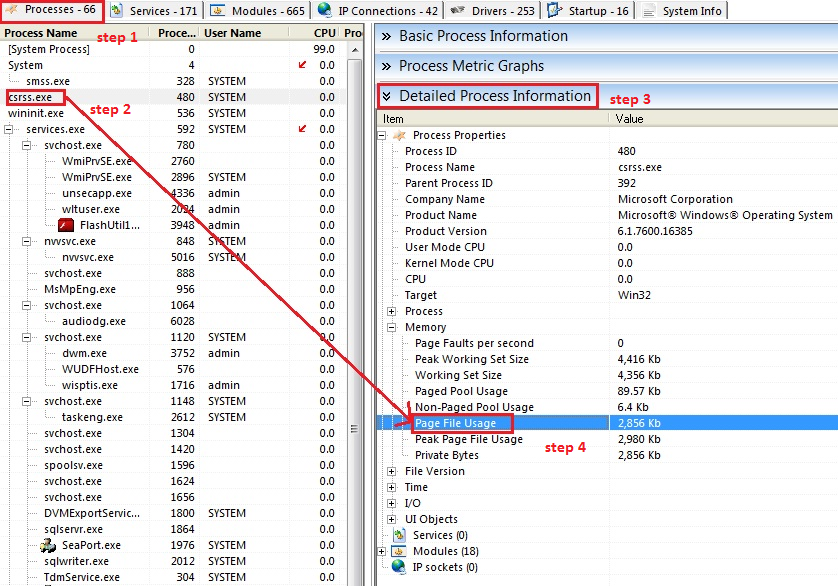 Processes - 66 Services - 171 Modules - 665 IP Connections - 42 Drivers - 253 Startup - 16 System Info
Process Name Proce... User Name CPU Pro
step 1
[System Process] 0 99.0
System 4 0.0
smss.exe 328 SYSTEM 0.0
csrss.exe 480 SYSTEM 0.0
step 2
wininit.exe 536 SYSTEM 0.0
services.exe 592 SYSTEM 0.0
svchost.exe 780 0.0
WmiPrvSE.exe 2760 0.0
WmiPrvSE.exe 2896 SYSTEM 0.0
unsecapp.exe 4336 admin 0.0
wltuser.exe 2024 admin 0.0
FlashUtil1... 3948 admin 0.0
nvvsvc.exe 848 SYSTEM 0.0
nvvsvc.exe 5016 SYSTEM 0.0
svchost.exe 888 0.0
MsMpEng.exe 956 0.0
svchost.exe 1064 0.0
audiodg.exe 6028 0.0
svchost.exe 1120 SYSTEM 0.0
dwm.exe 3752 admin 0.0
WUDFHost.exe 576 0.0
wisptis.exe 1716 admin 0.0
svchost.exe 1148 SYSTEM 0.0
taskeng.exe 2612 SYSTEM 0.0
svchost.exe 1304 0.0
svchost.exe 1420 0.0
spoolsv.exe 1596 0.0
svchost.exe 1624 0.0
svchost.exe 1656 0.0
DVMExportServic... 1800 SYSTEM 0.0
sqlservr.exe 1864 0.0
SeaPort.exe 1976 SYSTEM 0.0
sqlwriter.exe 2012 SYSTEM 0.0
TdmService.exe 304 SYSTEM 0.0
Basic Process Information
Process Metric Graphs
Detailed Process Information
step 3
Item Value
Process Properties
Process ID 480
Process Name csrss.exe
Parent Process ID 392
Company Name Microsoft Corporation
Product Name Microsoft® Windows® Operating System
Product Version 6.1.7600.16385
User Mode CPU 0.0
Kernel Mode CPU 0.0
CPU 0.0
Target Win32
Process
Memory
Page Faults per second 0
Peak Working Set Size 4,416 Kb
Working Set Size 4,356 Kb
Paged Pool Usage 89.57 Kb
Non-Paged Pool Usage 6.4 Kb
Page File Usage 2,856 Kb
Peak Page File Usage 2,980 Kb
step 4
Private Bytes 2,856 Kb
File Version
Time
I/O
UI Objects
Services (0)
Modules (18)
IP sockets (0)